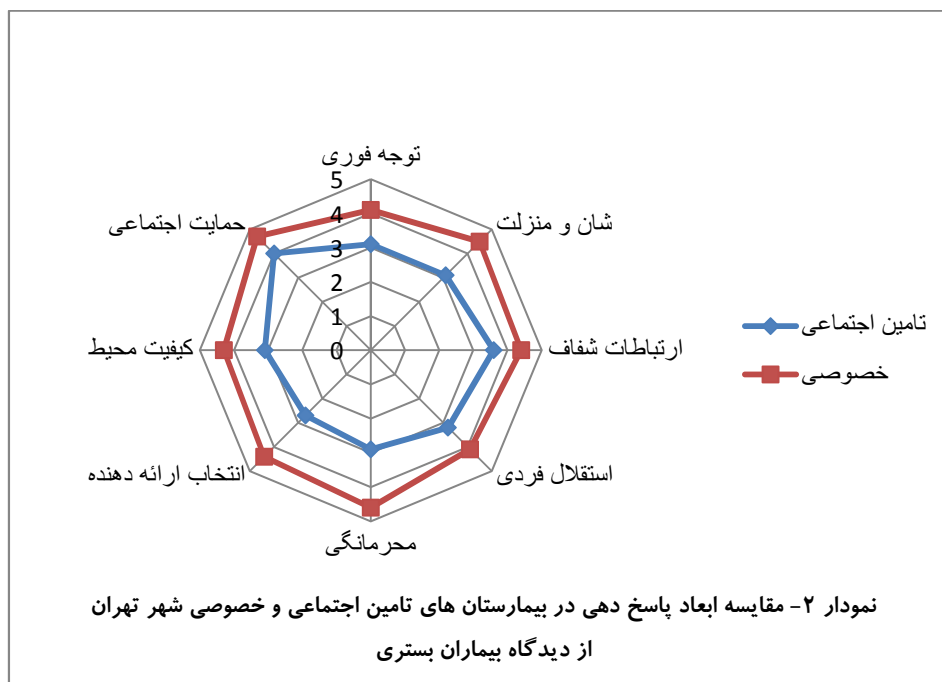 توجه فوری
شان و منزلت
ارتباطات شفاف
استقلال فردی
محرمانگی
انتخاب ارائه دهنده
کیفیت محیط
حمایت اجتماعی
5
4
3
2
1
0
تامین اجتماعی
خصوصی
نمودار ۲- مقایسه ابعاد پاسخ دهی در بیمارستان های تامین اجتماعی و خصوصی شهر تهران
از دیدگاه بیماران بستری